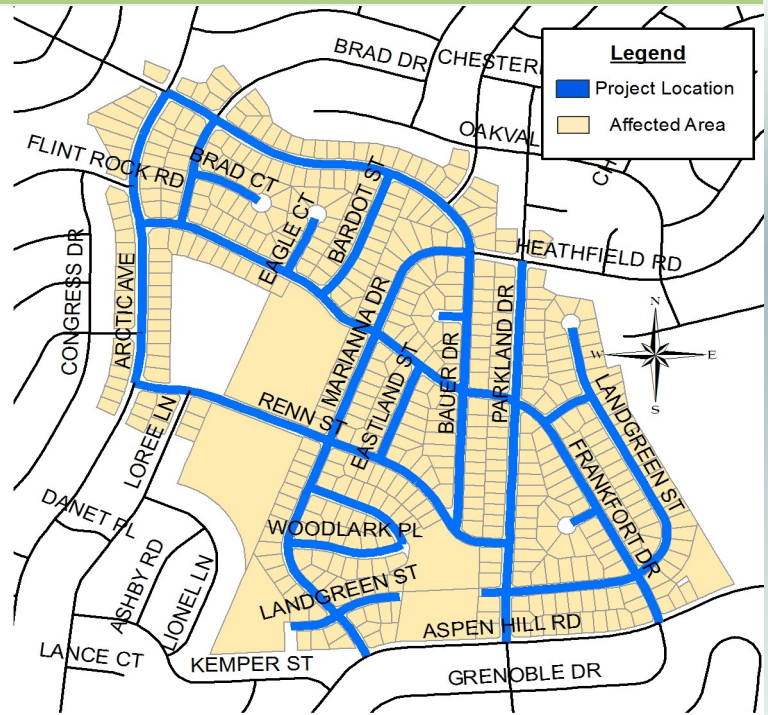 BRAD DR
CHESTERF
Legend
Project Location
Affected Area
OAKVAL
CH
FLINT ROCK RD
BRAD CT
BARDOT ST
EAGLE CT
HEATHFIELD RD
CONGRESS DR
ARCTIC AVE
MARIANNA DR
PARKLAND DR
N
W
E
S
EASTLAND ST
BAUER DR
RENN ST
LANDGREEN ST
LOREE LN
FRANKFORT DR
DANET PL
WOODLARK PL
ASHBY RD
LIONEL LN
LANDGREEN ST
ASPEN HILL RD
LANCE CT
KEMPER ST
GRENOBLE DR